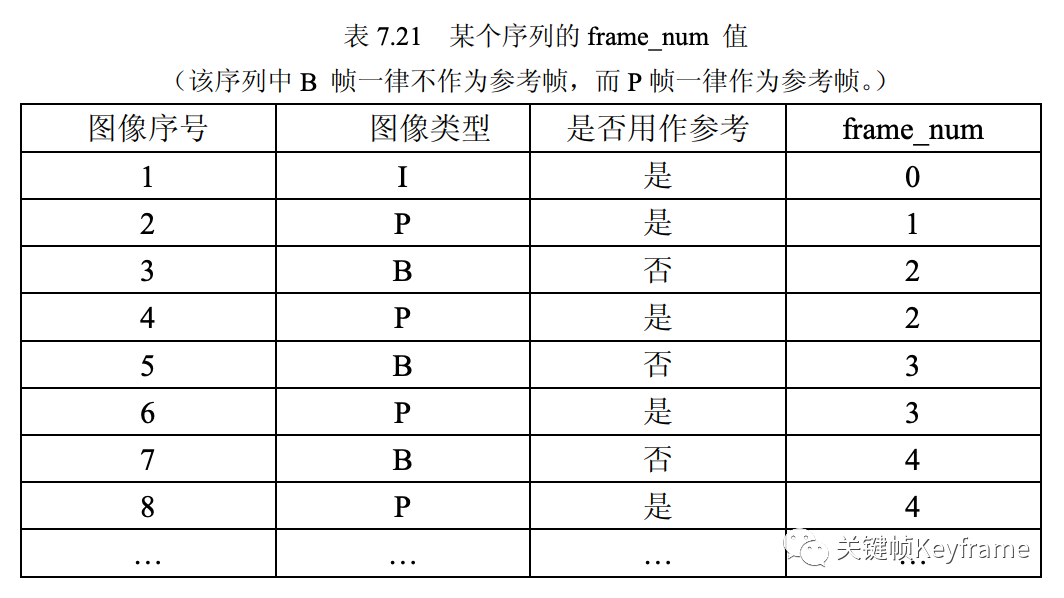 表 7.21 某个序列的 frame_num 值
（该序列中 B 帧一律不作为参考帧，而 P 帧一律作为参考帧。）
图像序号 图像类型 是否用作参考 frame_num
1 I 是 0
2 P 是 1
3 B 否 2
4 P 是 2
5 B 否 3
6 P 是 3
7 B 否 4
8 P 是 4
… … … …
关键帧Keyframe